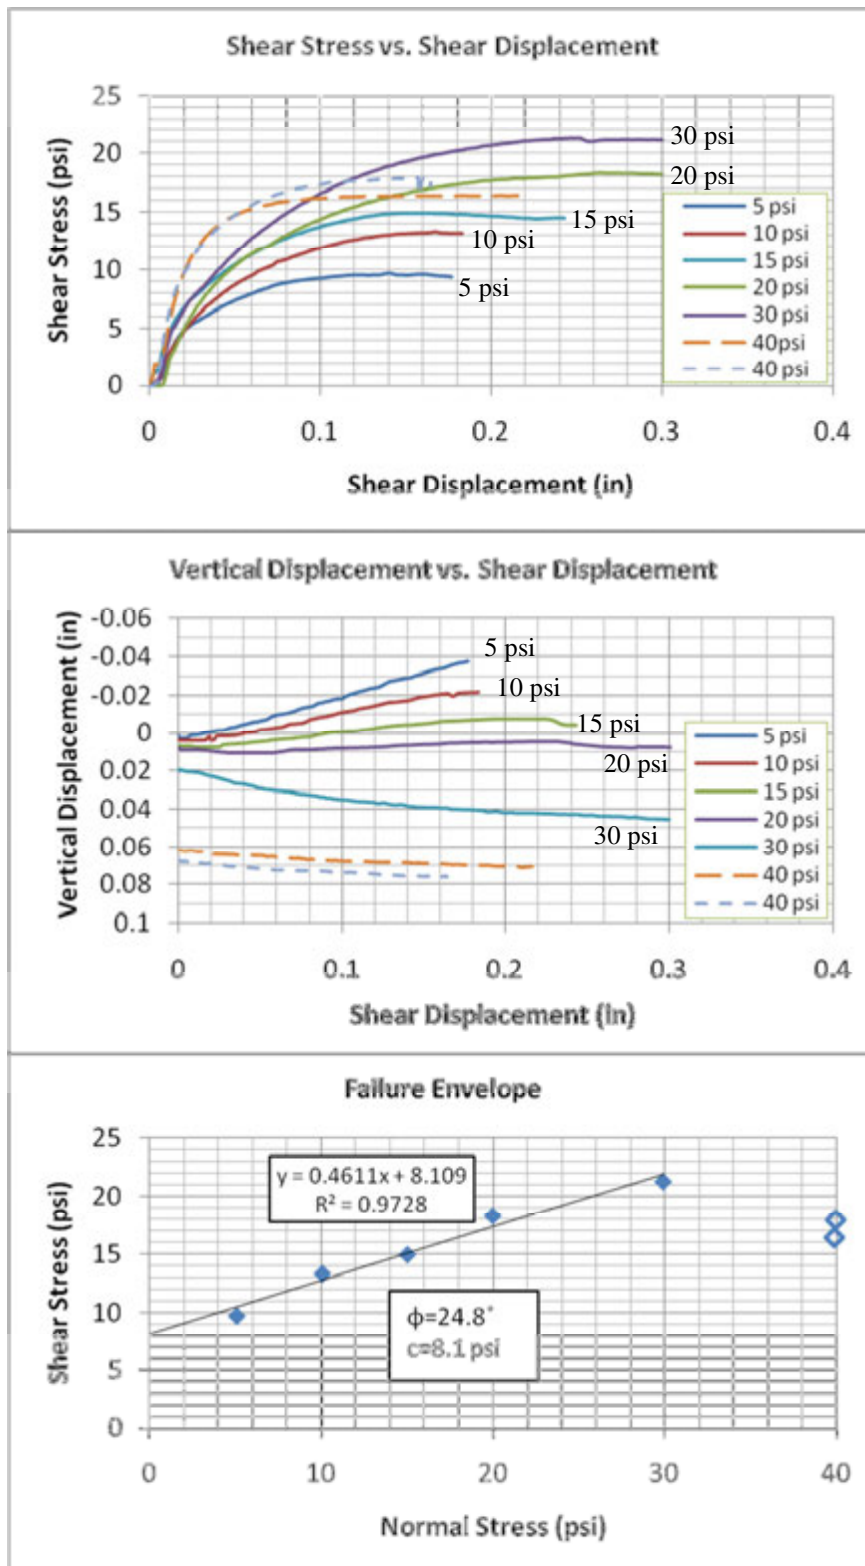 Shear Stress vs. Shear Displacement
Shear Stress (psi)
25
20
15
10
5
0
0
0.1
0.2
0.3
0.4
Shear Displacement (in)
30 psi
20 psi
15 psi
10 psi
5 psi
5 psi
10 psi
15 psi
20 psi
30 psi
40psi
40 psi
Vertical Displacement vs. Shear Displacement
Vertical Displacement (in)
-0.06
-0.04
-0.02
0
0.02
0.04
0.06
0.08
0.1
0
0.1
0.2
0.3
0.4
Shear Displacement (in)
5 psi
10 psi
15 psi
20 psi
30 psi
5 psi
10 psi
15 psi
20 psi
30 psi
40 psi
40 psi
Failure Envelope
Shear Stress (psi)
25
20
15
10
5
0
0
10
20
30
40
Normal Stress (psi)
y = 0.4611x + 8.109
R² = 0.9728
ϕ=24.8°
c=8.1 psi